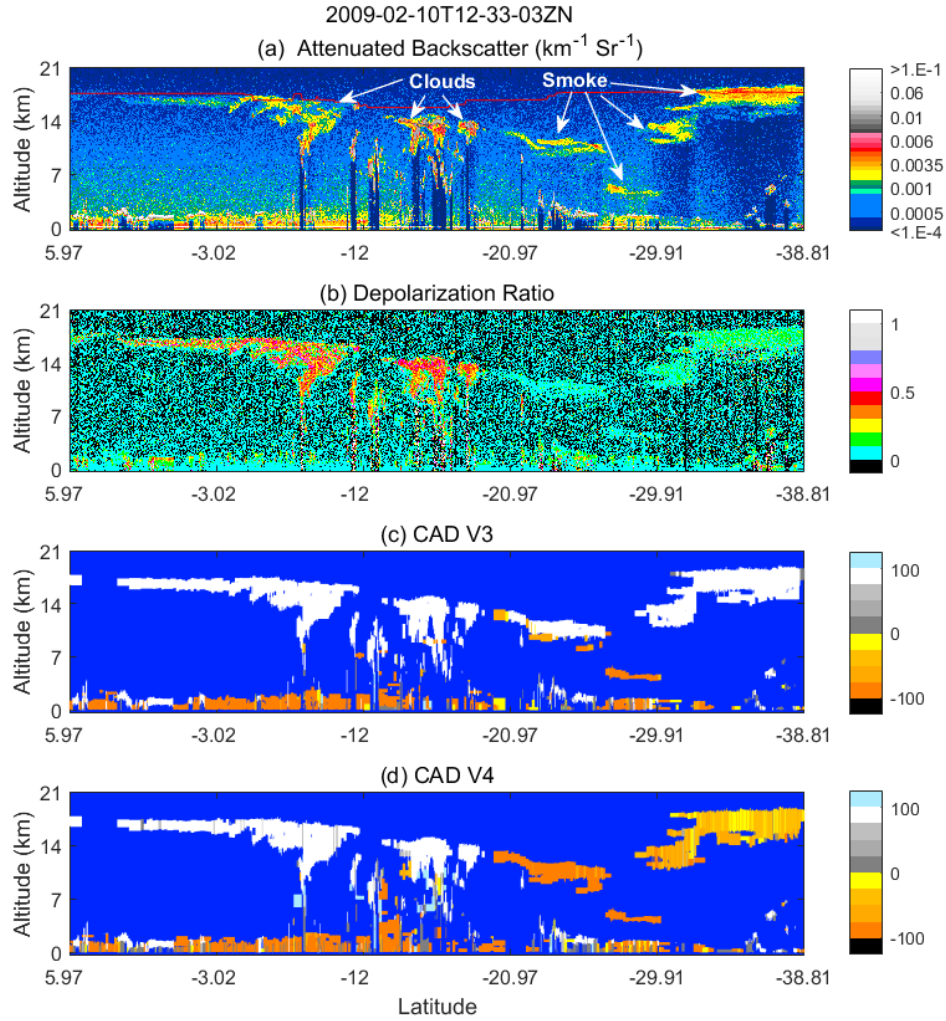 2009-02-10T12-33-03ZN
(a) Attenuated Backscatter (km⁻¹ Sr⁻¹)
21
14
7
0
Altitude (km)
Clouds
Smoke
5.97 -3.02 -12 -20.97 -29.91 -38.81
>1.E-1
0.06
0.01
0.006
0.0035
0.001
0.0005
<1.E-4
(b) Depolarization Ratio
21
14
7
0
Altitude (km)
5.97 -3.02 -12 -20.97 -29.91 -38.81
1
0.5
0
(c) CAD V3
21
14
7
0
Altitude (km)
5.97 -3.02 -12 -20.97 -29.91 -38.81
100
0
-100
(d) CAD V4
21
14
7
0
Altitude (km)
5.97 -3.02 -12 -20.97 -29.91 -38.81
100
0
-100
Latitude